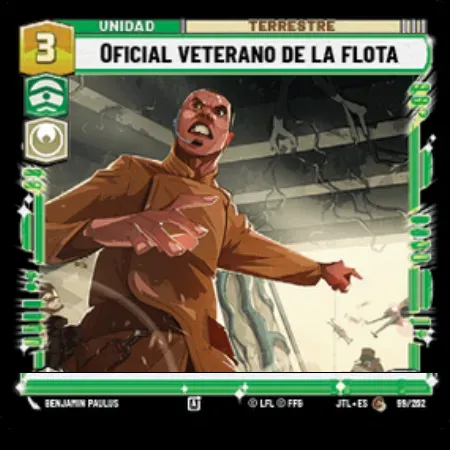 UNIDAD
TERRESTRE
3
OFICIAL VETERANO DE LA FLOTA
BENJAMIN PAULUS
A
© LFL © FFG
JTL • ES
99/262